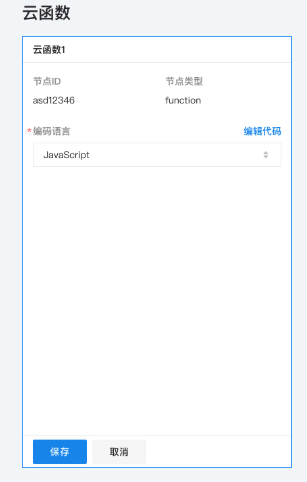 云函数
云函数1
节点ID 节点类型
asd12346 function
*编码语言 编辑代码
JavaScript
保存 取消